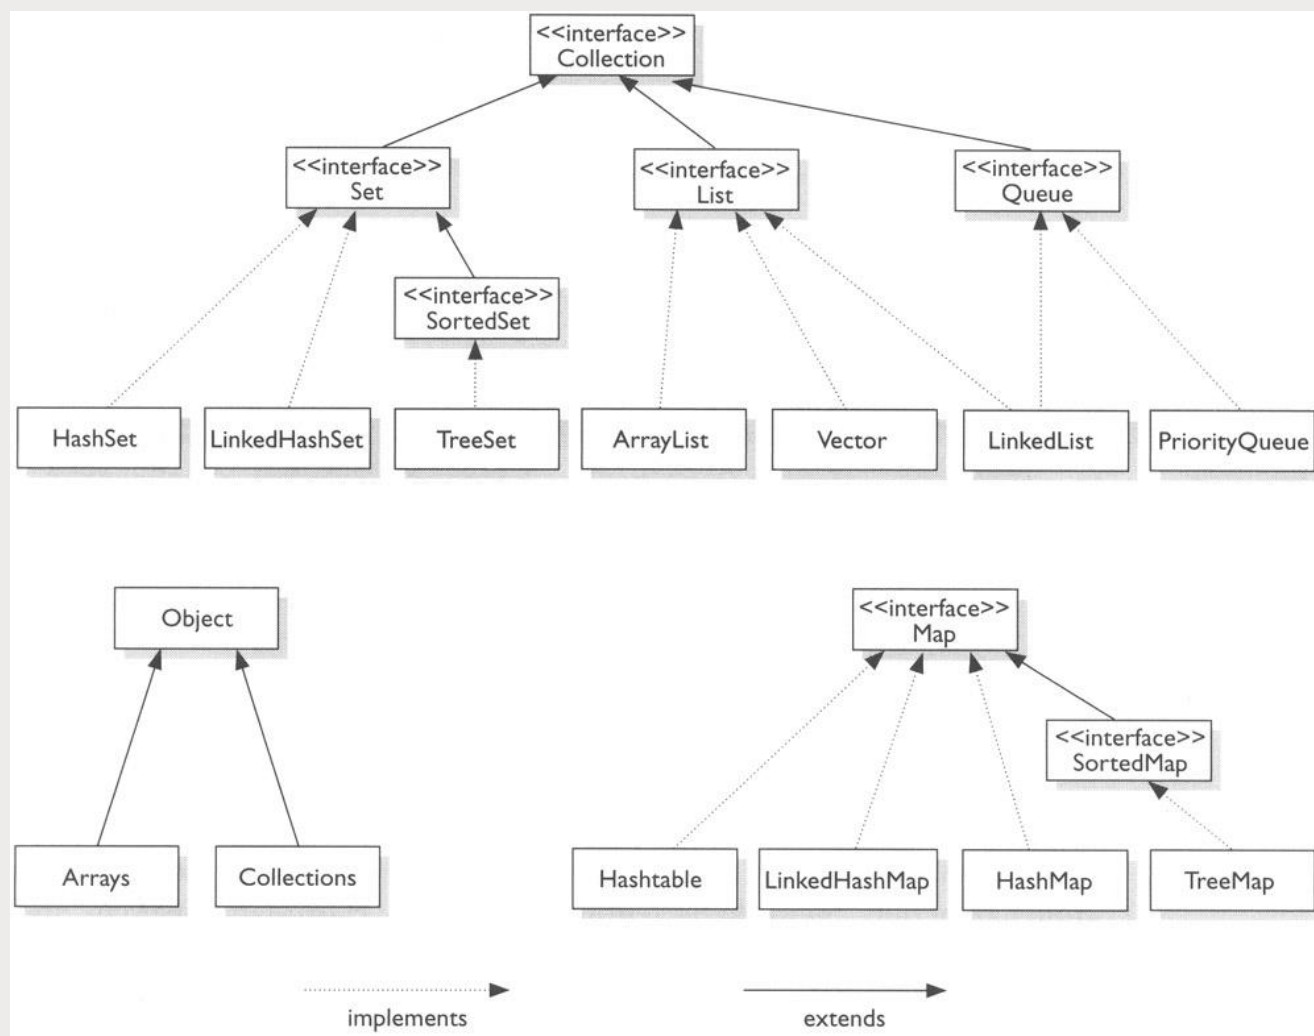 <<interface>>
Collection
<<interface>>
Set
<<interface>>
List
<<interface>>
Queue
<<interface>>
SortedSet
HashSet
LinkedHashSet
TreeSet
ArrayList
Vector
LinkedList
PriorityQueue
Object
<<interface>>
Map
<<interface>>
SortedMap
Arrays
Collections
Hashtable
LinkedHashMap
HashMap
TreeMap
implements
extends